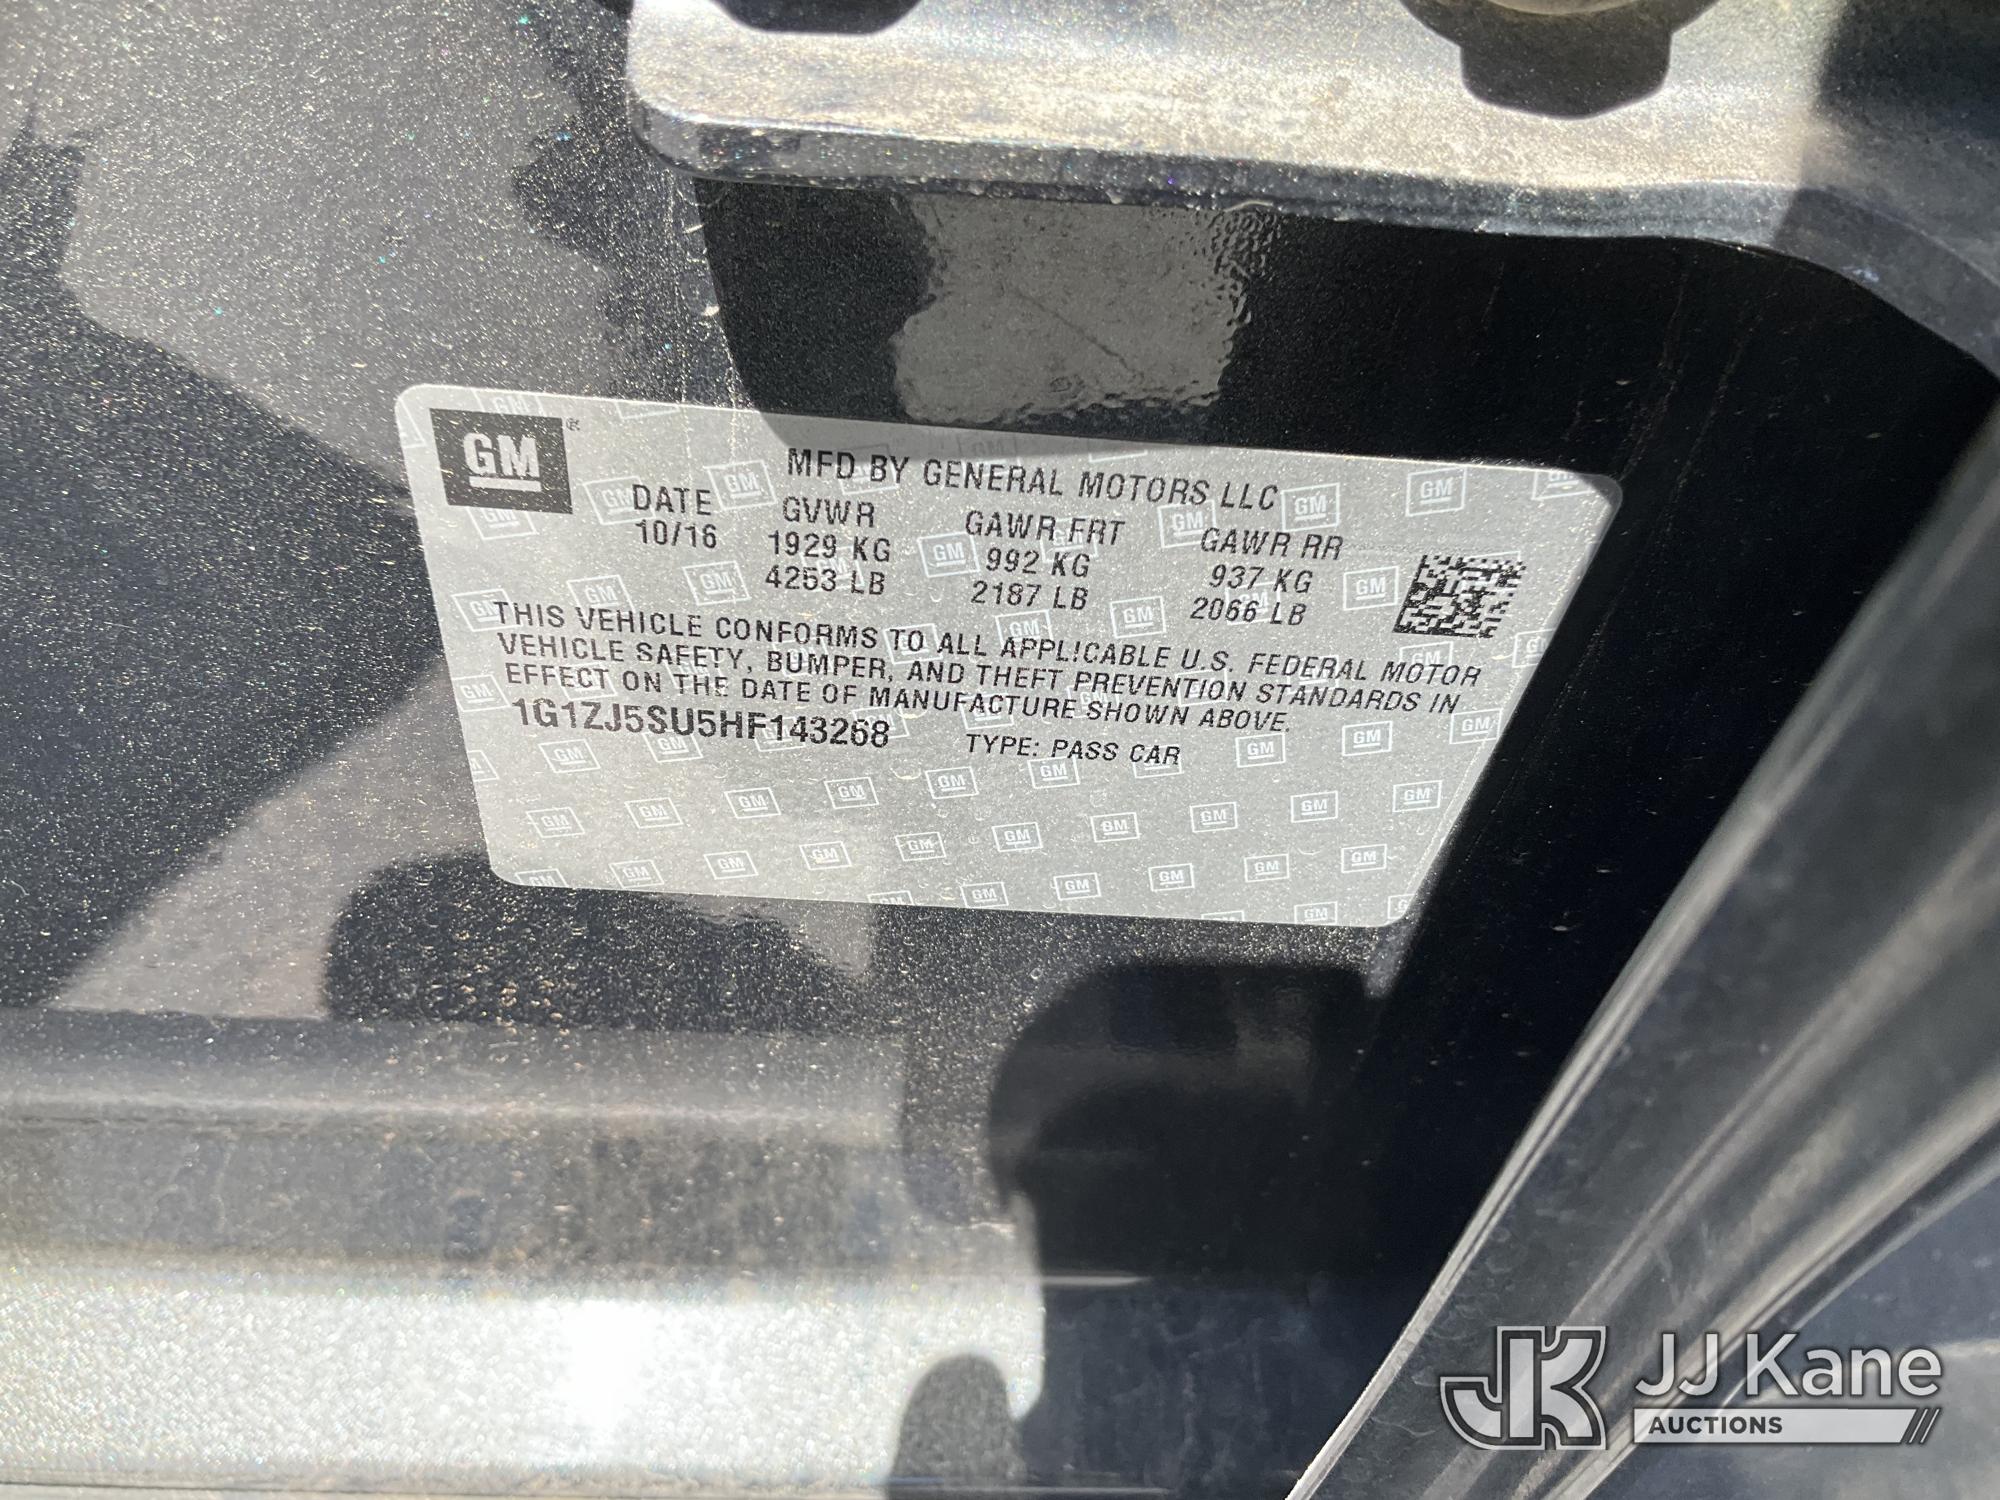 GM
MFD BY GENERAL MOTORS LLC
DATE GVWR GAWR FRT GAWR RR
10/16 1929 KG 992 KG 937 KG
4253 LB 2187 LB 2066 LB
THIS VEHICLE CONFORMS TO ALL APPLICABLE U.S. FEDERAL MOTOR
VEHICLE SAFETY, BUMPER, AND THEFT PREVENTION STANDARDS IN
EFFECT ON THE DATE OF MANUFACTURE SHOWN ABOVE.
1G1ZJ5SU5HF143268 TYPE: PASS CAR
JK JJ Kane
AUCTIONS